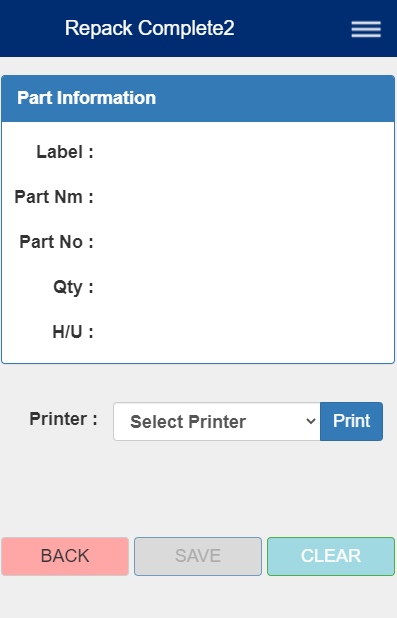 Repack Complete2
Part Information
Label :
Part Nm :
Part No :
Qty :
H/U :
Printer : Select Printer Print
BACK SAVE CLEAR